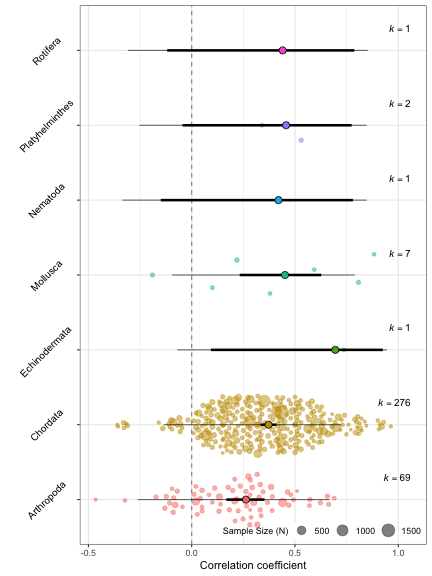 Rotifera
k = 1
Platyhelminthes
k = 2
Nematoda
k = 1
Mollusca
k = 7
Echinodermata
k = 1
Chordata
k = 276
Arthropoda
k = 69
Sample Size (N) 500 1000 1500
-0.5 0.0 0.5 1.0
Correlation coefficient